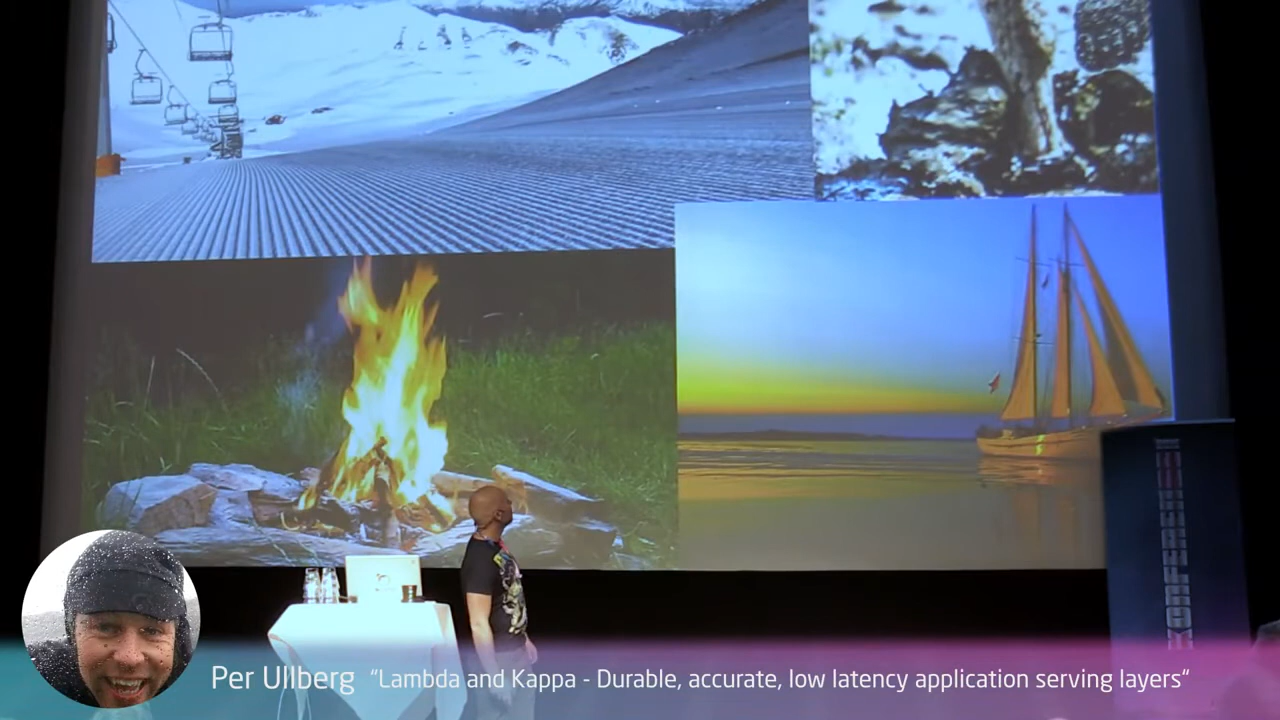 Per Ullberg “Lambda and Kappa - Durable, accurate, low latency application serving layers“